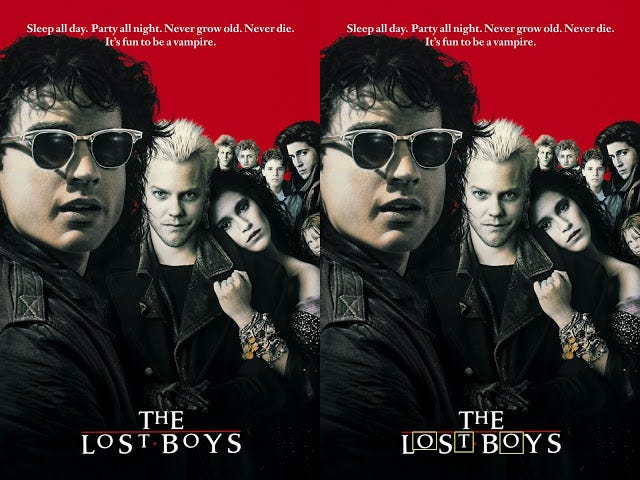 Sleep all day. Party all night. Never grow old. Never die.
It's fun to be a vampire.
THE
LOST BOYS
Sleep all day. Party all night. Never grow old. Never die.
It's fun to be a vampire.
THE
LOST BOYS